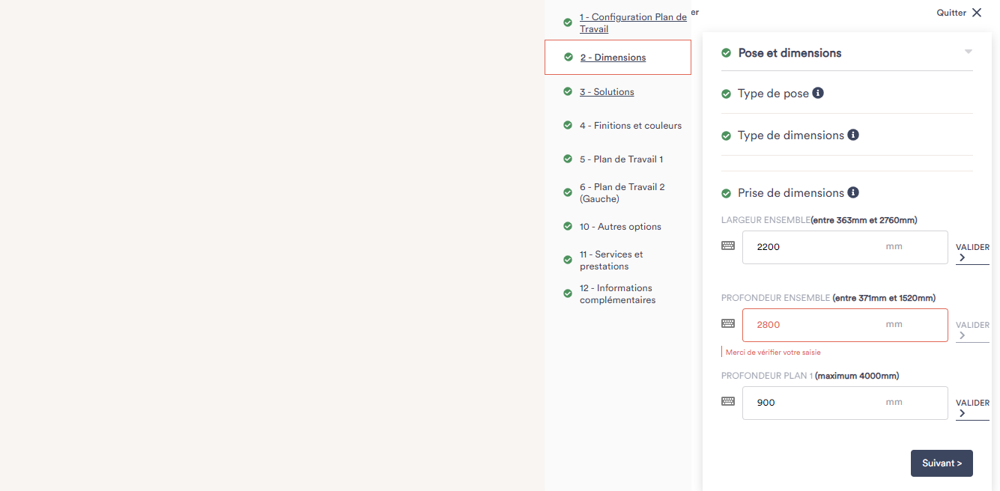 er
Quitter
1 - Configuration Plan de
Travail
2 - Dimensions
3 - Solutions
4 - Finitions et couleurs
5 - Plan de Travail 1
6 - Plan de Travail 2
(Gauche)
10 - Autres options
11 - Services et
prestations
12 - Informations
complémentaires
Pose et dimensions
Type de pose
Type de dimensions
Prise de dimensions
LARGEUR ENSEMBLE(entre 363mm et 2760mm)
2200 mm
VALIDER
PROFONDEUR ENSEMBLE (entre 371mm et 1520mm)
2800 mm
VALIDER
Merci de vérifier votre saisie
PROFONDEUR PLAN 1 (maximum 4000mm)
900 mm
VALIDER
Suivant >